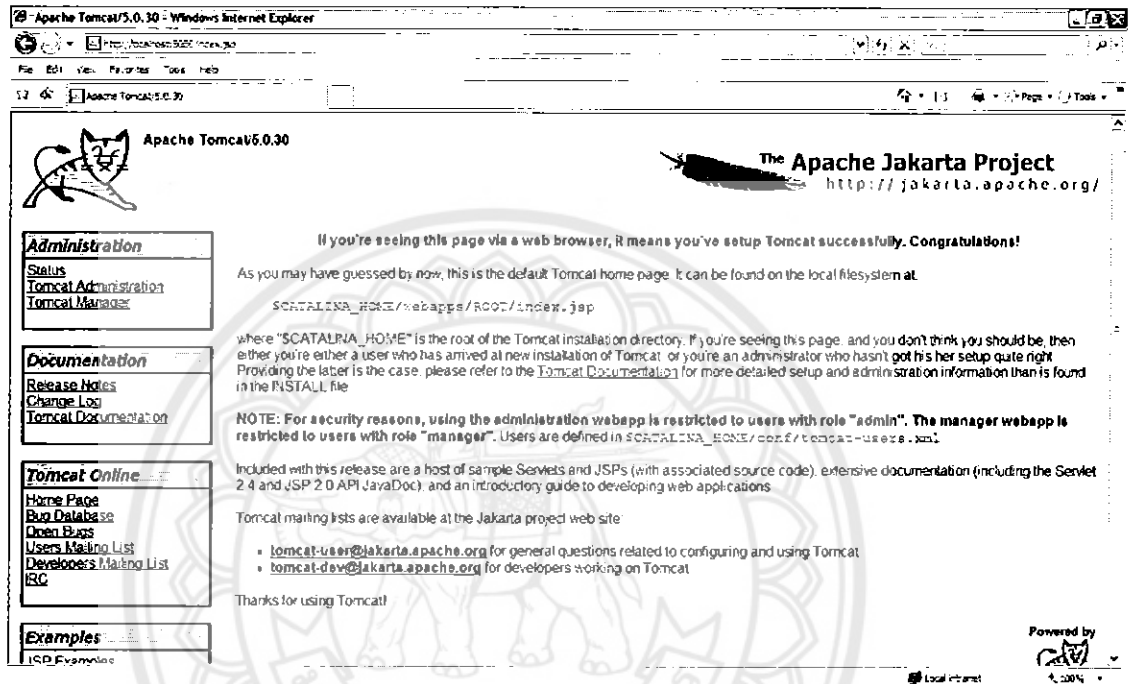 Apache Tomcat/5.0.30 - Windows Internet Explorer
File Edit View Favorites Tools Help
Apache Tomcat/5.0.30
Page Tools
Apache Tomcat/5.0.30
The Apache Jakarta Project
http://jakarta.apache.org/
Administration
Status
Tomcat Administration
Tomcat Manager
Documentation
Release Notes
Change Log
Tomcat Documentation
Tomcat Online
Home Page
Bug Database
Open Bugs
Users Mailing List
Developers Mailing List
IRC
Examples
JSP Examples
If you're seeing this page via a web browser, it means you've setup Tomcat successfully. Congratulations!
As you may have guessed by now, this is the default Tomcat home page. It can be found on the local filesystem at:
$CATALINA_HOME/webapps/ROOT/index.jsp
where "$CATALINA_HOME" is the root of the Tomcat installation directory. If you're seeing this page, and you don't think you should be, then
either you're either a user who has arrived at new installation of Tomcat, or you're an administrator who hasn't got his/her setup quite right.
Providing the latter is the case, please refer to the Tomcat Documentation for more detailed setup and administration information than is found
in the INSTALL file.
NOTE: For security reasons, using the administration webapp is restricted to users with role "admin". The manager webapp is
restricted to users with role "manager". Users are defined in $CATALINA_HOME/conf/tomcat-users.xml
Included with this release are a host of sample Servlets and JSPs (with associated source code), extensive documentation (including the Servlet
2.4 and JSP 2.0 API JavaDoc), and an introductory guide to developing web applications.
Tomcat mailing lists are available at the Jakarta project web site:
tomcat-user@jakarta.apache.org for general questions related to configuring and using Tomcat
tomcat-dev@jakarta.apache.org for developers working on Tomcat
Thanks for using Tomcat!
Powered by
Local intranet
100%